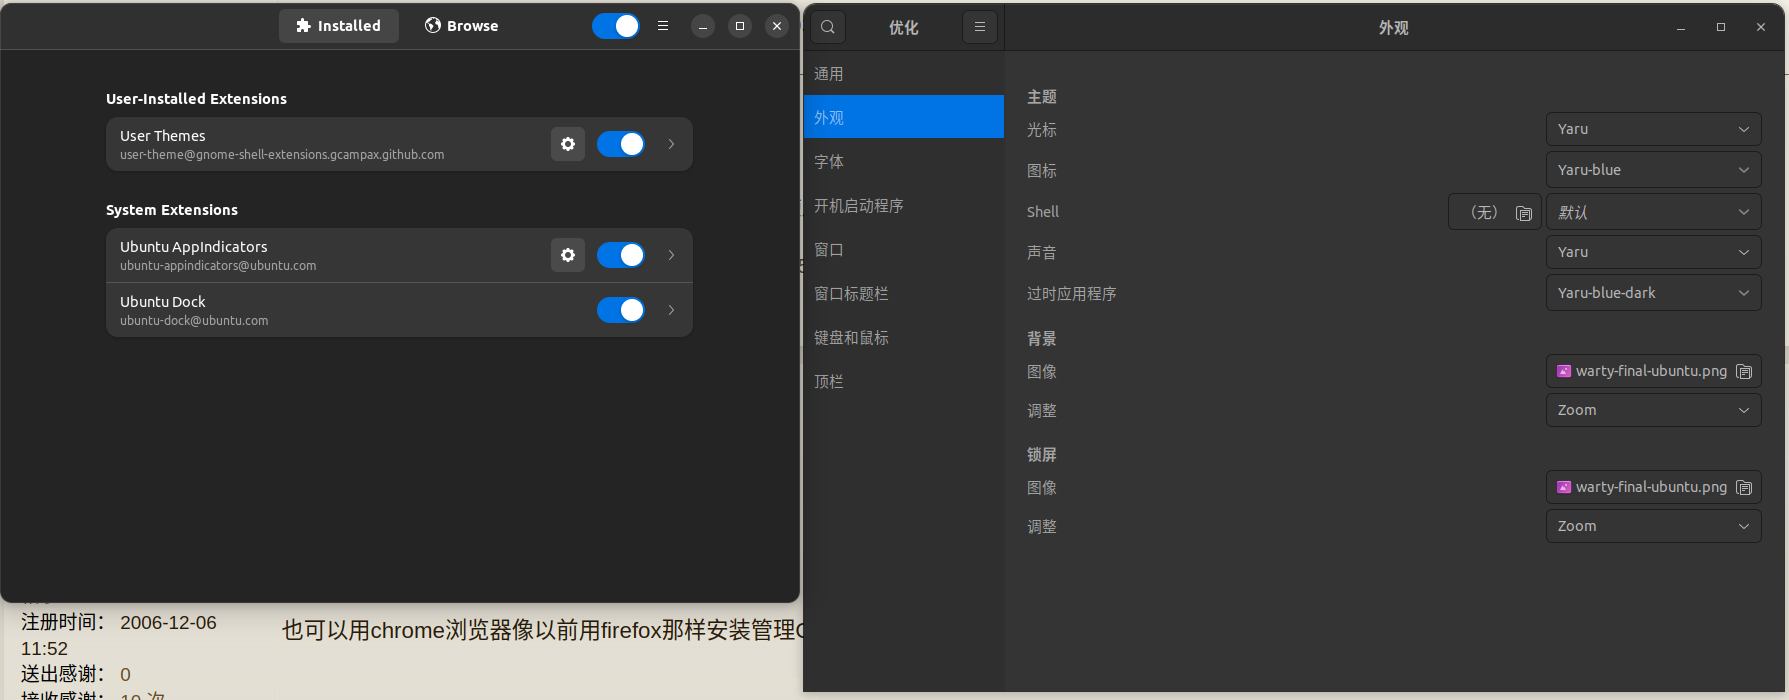 Installed
Browse
User-Installed Extensions
User Themes
user-theme@gnome-shell-extensions.gcampax.github.com
System Extensions
Ubuntu AppIndicators
ubuntu-appindicators@ubuntu.com
Ubuntu Dock
ubuntu-dock@ubuntu.com
优化
外观
通用
外观
字体
开机启动程序
窗口
窗口标题栏
键盘和鼠标
顶栏
主题
光标 Yaru
图标 Yaru-blue
Shell （无） 默认
声音 Yaru
过时应用程序 Yaru-blue-dark
背景
图像 warty-final-ubuntu.png
调整 Zoom
锁屏
图像 warty-final-ubuntu.png
调整 Zoom
注册时间： 2006-12-06
11:52
送出感谢： 0
接收感谢： 10 次
也可以用chrome浏览器像以前用firefox那样安装管理